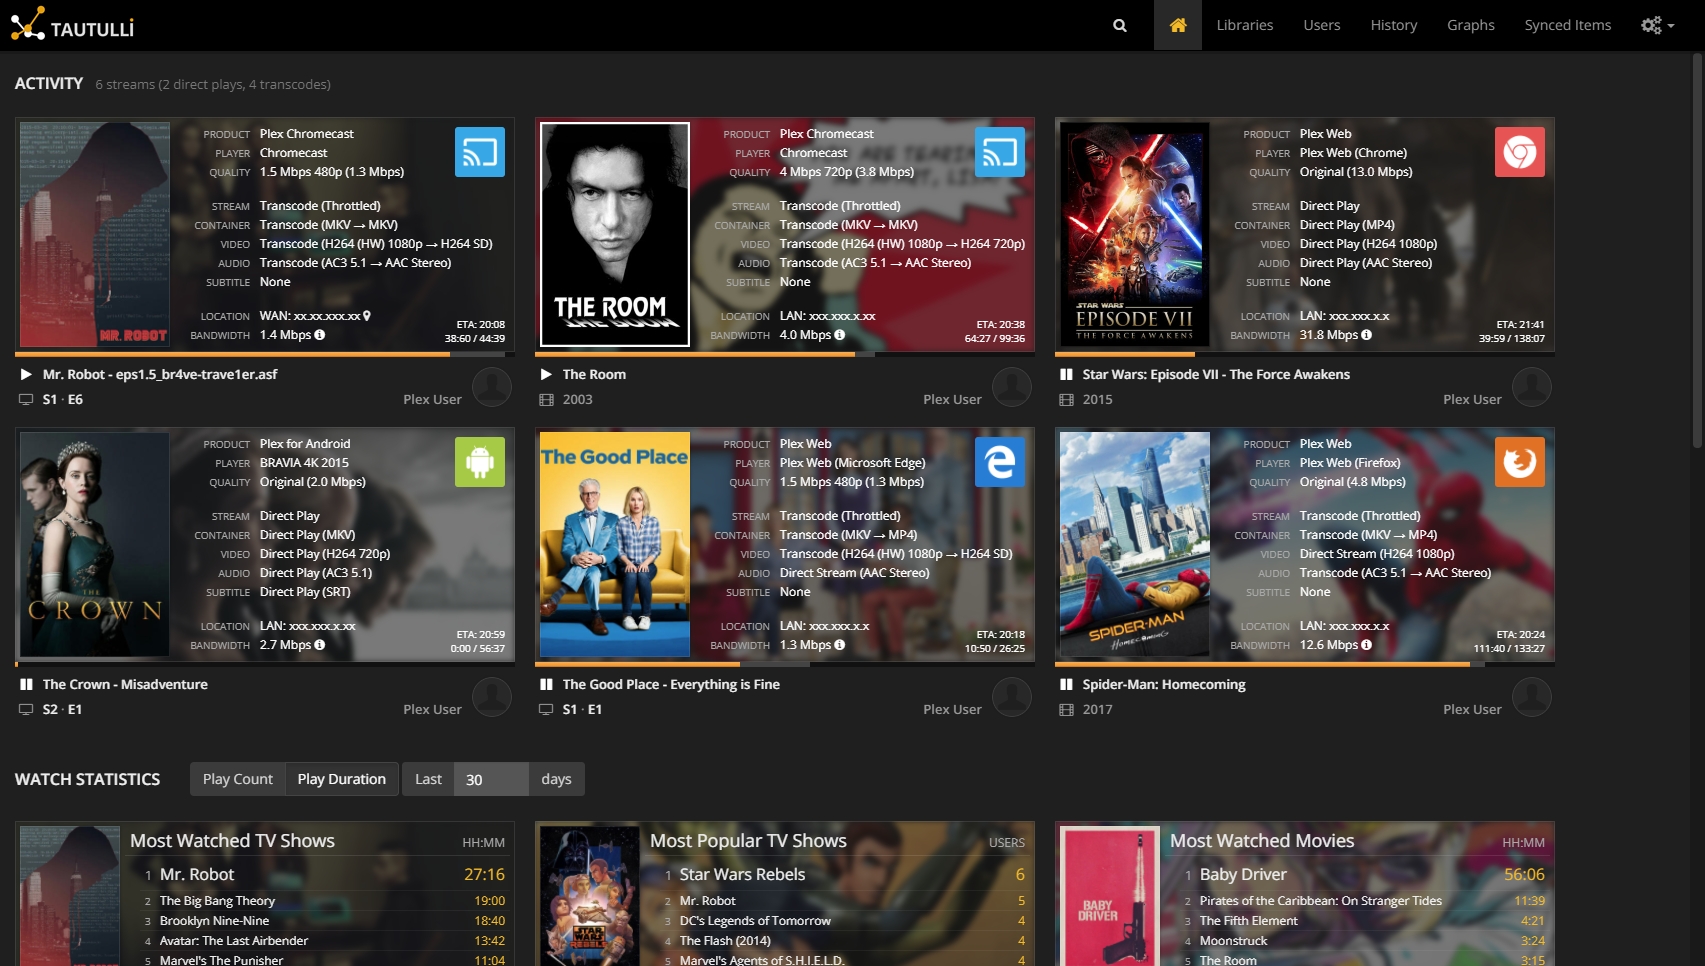 TAUTULLI
Libraries Users History Graphs Synced Items
ACTIVITY 6 streams (2 direct plays, 4 transcodes)
MR. ROBOT
PRODUCT Plex Chromecast
PLAYER Chromecast
QUALITY 1.5 Mbps 480p (1.3 Mbps)
STREAM Transcode (Throttled)
CONTAINER Transcode (MKV → MKV)
VIDEO Transcode (H264 (HW) 1080p → H264 SD)
AUDIO Transcode (AC3 5.1 → AAC Stereo)
SUBTITLE None
LOCATION WAN: xx.xx.xxx.xx
BANDWIDTH 1.4 Mbps
ETA: 20:08
38:60 / 44:39
Mr. Robot - eps1.5_br4ve-trave1er.asf
S1 · E6 Plex User
THE ROOM
PRODUCT Plex Chromecast
PLAYER Chromecast
QUALITY 4 Mbps 720p (3.8 Mbps)
STREAM Transcode (Throttled)
CONTAINER Transcode (MKV → MKV)
VIDEO Transcode (H264 (HW) 1080p → H264 720p)
AUDIO Transcode (AC3 5.1 → AAC Stereo)
SUBTITLE None
LOCATION LAN: xxx.xxx.x.xx
BANDWIDTH 4.0 Mbps
ETA: 20:38
64:27 / 99:36
The Room
2003 Plex User
STAR WARS
EPISODE VII
THE FORCE AWAKENS
PRODUCT Plex Web
PLAYER Plex Web (Chrome)
QUALITY Original (13.0 Mbps)
STREAM Direct Play
CONTAINER Direct Play (MP4)
VIDEO Direct Play (H264 1080p)
AUDIO Direct Play (AAC Stereo)
SUBTITLE None
LOCATION LAN: xxx.xxx.x.x
BANDWIDTH 31.8 Mbps
ETA: 21:41
39:59 / 138:07
Star Wars: Episode VII - The Force Awakens
2015 Plex User
THE
CROWN
PRODUCT Plex for Android
PLAYER BRAVIA 4K 2015
QUALITY Original (2.0 Mbps)
STREAM Direct Play
CONTAINER Direct Play (MKV)
VIDEO Direct Play (H264 720p)
AUDIO Direct Play (AC3 5.1)
SUBTITLE Direct Play (SRT)
LOCATION LAN: xxx.xxx.x.xx
BANDWIDTH 2.7 Mbps
ETA: 20:59
0:00 / 56:37
The Crown - Misadventure
S2 · E1 Plex User
The Good Place
PRODUCT Plex Web
PLAYER Plex Web (Microsoft Edge)
QUALITY 1.5 Mbps 480p (1.3 Mbps)
STREAM Transcode (Throttled)
CONTAINER Transcode (MKV → MP4)
VIDEO Transcode (H264 (HW) 1080p → H264 SD)
AUDIO Direct Stream (AAC Stereo)
SUBTITLE None
LOCATION LAN: xxx.xxx.x.x
BANDWIDTH 1.3 Mbps
ETA: 20:18
10:50 / 26:25
The Good Place - Everything is Fine
S1 · E1 Plex User
SPIDER-MAN
HOMECOMING
PRODUCT Plex Web
PLAYER Plex Web (Firefox)
QUALITY Original (4.8 Mbps)
STREAM Transcode (Throttled)
CONTAINER Transcode (MKV → MP4)
VIDEO Direct Stream (H264 1080p)
AUDIO Transcode (AC3 5.1 → AAC Stereo)
SUBTITLE None
LOCATION LAN: xxx.xxx.x.x
BANDWIDTH 12.6 Mbps
ETA: 20:24
111:40 / 133:27
Spider-Man: Homecoming
2017 Plex User
WATCH STATISTICS Play Count Play Duration Last 30 days
Most Watched TV Shows HH:MM
1 Mr. Robot 27:16
2 The Big Bang Theory 19:00
3 Brooklyn Nine-Nine 18:40
4 Avatar: The Last Airbender 13:42
5 Marvel's The Punisher 11:04
STAR WARS
REBELS
Most Popular TV Shows USERS
1 Star Wars Rebels 6
2 Mr. Robot 5
3 DC's Legends of Tomorrow 4
4 The Flash (2014) 4
5 Marvel's Agents of S.H.I.E.L.D. 4
BABY
DRIVER
Most Watched Movies HH:MM
1 Baby Driver 56:06
2 Pirates of the Caribbean: On Stranger Tides 11:39
3 The Fifth Element 4:21
4 Moonstruck 3:24
5 The Room 3:15